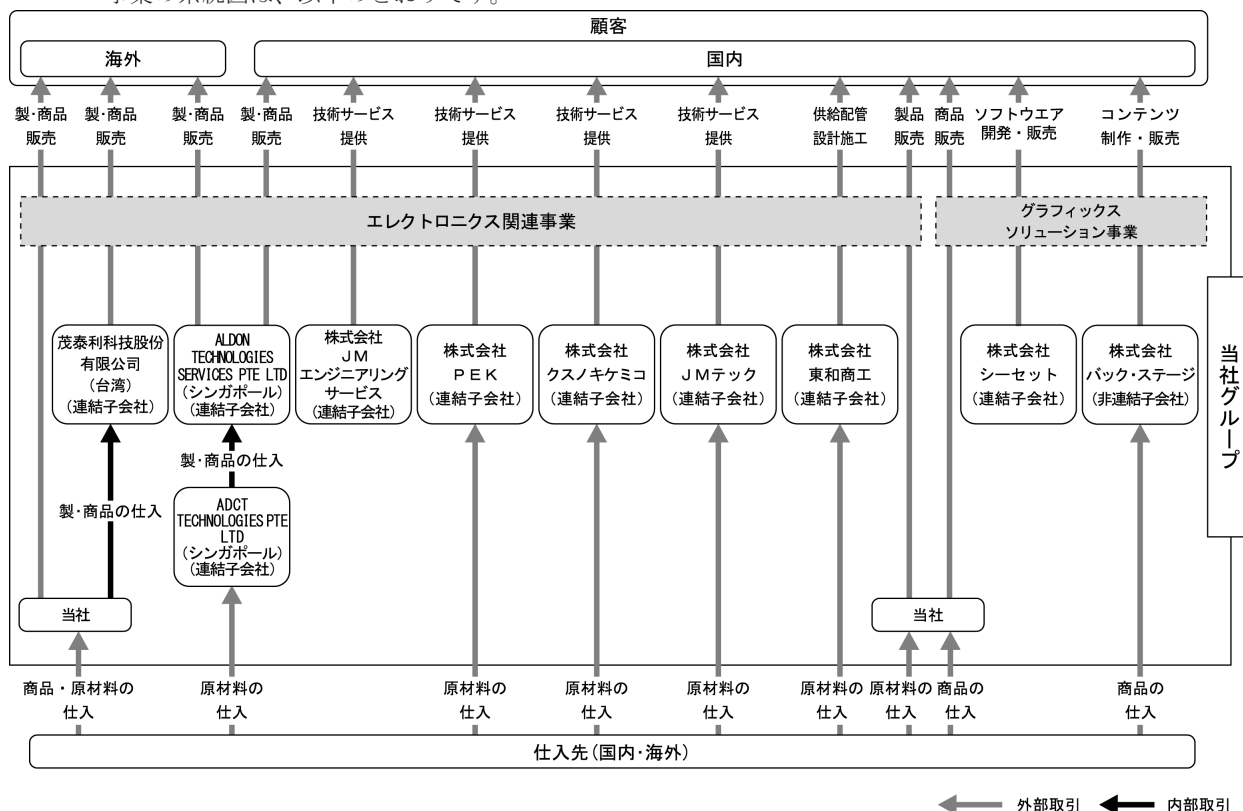 事業の系統図は、以下のとおりです。
顧客
海外
国内
製・商品
販売
製・商品
販売
製・商品
販売
製・商品
販売
技術サービス
提供
技術サービス
提供
技術サービス
提供
技術サービス
提供
供給配管
設計施工
製品
販売
商品
販売
ソフトウエア
開発・販売
コンテンツ
制作・販売
エレクトロニクス関連事業
グラフィックス
ソリューション事業
茂泰利科技股份
有限公司
(台湾)
(連結子会社)
ALDON
TECHNOLOGIES
SERVICES PTE LTD
(シンガポール)
(連結子会社)
株式会社
JM
エンジニアリング
サービス
(連結子会社)
株式会社
PEK
(連結子会社)
株式会社
クスノキケミコ
(連結子会社)
株式会社
JMテック
(連結子会社)
株式会社
東和商工
(連結子会社)
株式会社
シーセット
(連結子会社)
株式会社
バック・ステージ
(非連結子会社)
当社グループ
製・商品の仕入
製・商品の仕入
ADCT
TECHNOLOGIES PTE
LTD
(シンガポール)
(連結子会社)
当社
当社
商品・原材料の
仕入
原材料の
仕入
原材料の
仕入
原材料の
仕入
原材料の
仕入
原材料の
仕入
原材料の
仕入
商品の
仕入
商品の
仕入
仕入先(国内・海外)
外部取引
内部取引